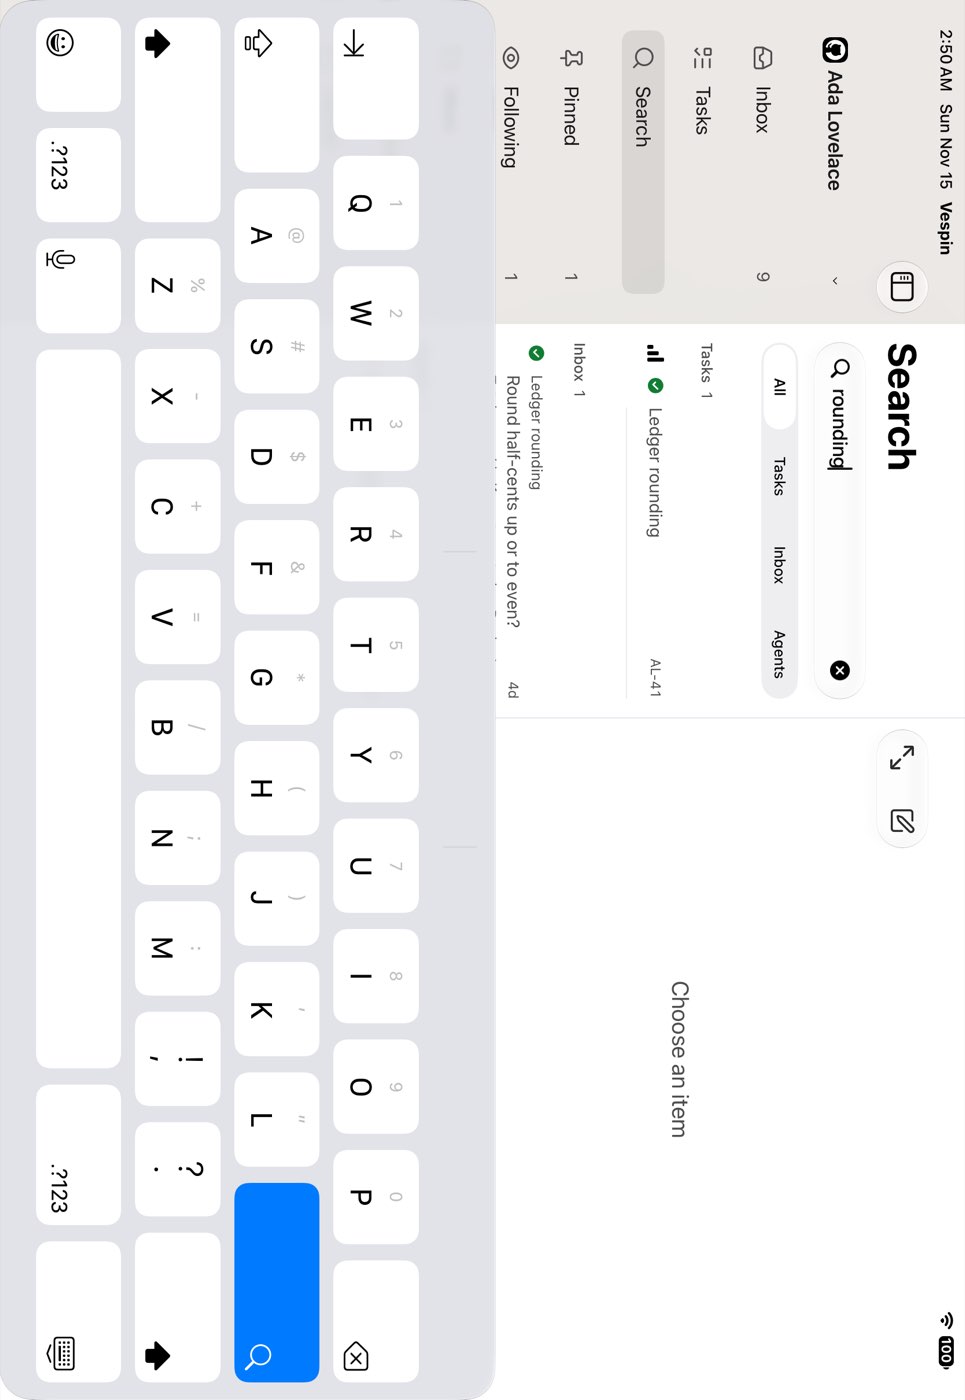 2:50 AM Sun Nov 15 Vespin
100
Ada Lovelace
Inbox 9
Tasks
Search
Pinned 1
Following 1
Search
rounding
All Tasks Inbox Agents
Tasks 1
Ledger rounding AL-41
Inbox 1
Ledger rounding
Round half-cents up or to even? 4d
Choose an item
1 2 3 4 5 6 7 8 9 0
Q W E R T Y U I O P
@ # $ & * ( ) ' "
A S D F G H J K L
% - + = / ; : ! ?
Z X C V B N M , .
.?123 .?123